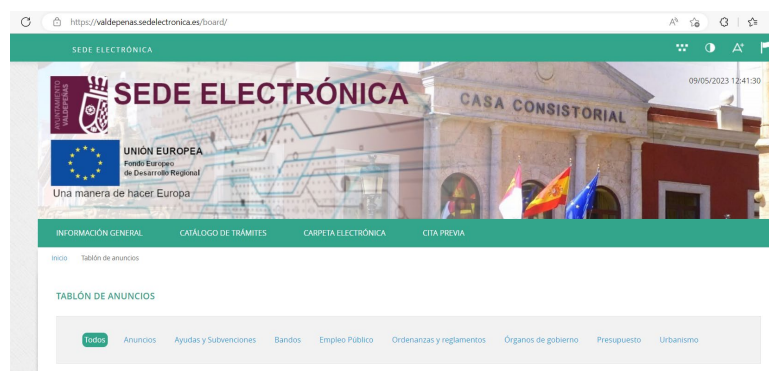 https://valdepenas.sedelectronica.es/board/
SEDE ELECTRÓNICA
09/05/2023 12:41:30
AYUNTAMIENTO
VALDEPEÑAS
SEDE ELECTRÓNICA
CASA CONSISTORIAL
UNIÓN EUROPEA
Fondo Europeo
de Desarrollo Regional
Una manera de hacer Europa
INFORMACIÓN GENERAL CATÁLOGO DE TRÁMITES CARPETA ELECTRÓNICA CITA PREVIA
Inicio Tablón de anuncios
TABLÓN DE ANUNCIOS
Todos Anuncios Ayudas y Subvenciones Bandos Empleo Público Ordenanzas y reglamentos Órganos de gobierno Presupuesto Urbanismo